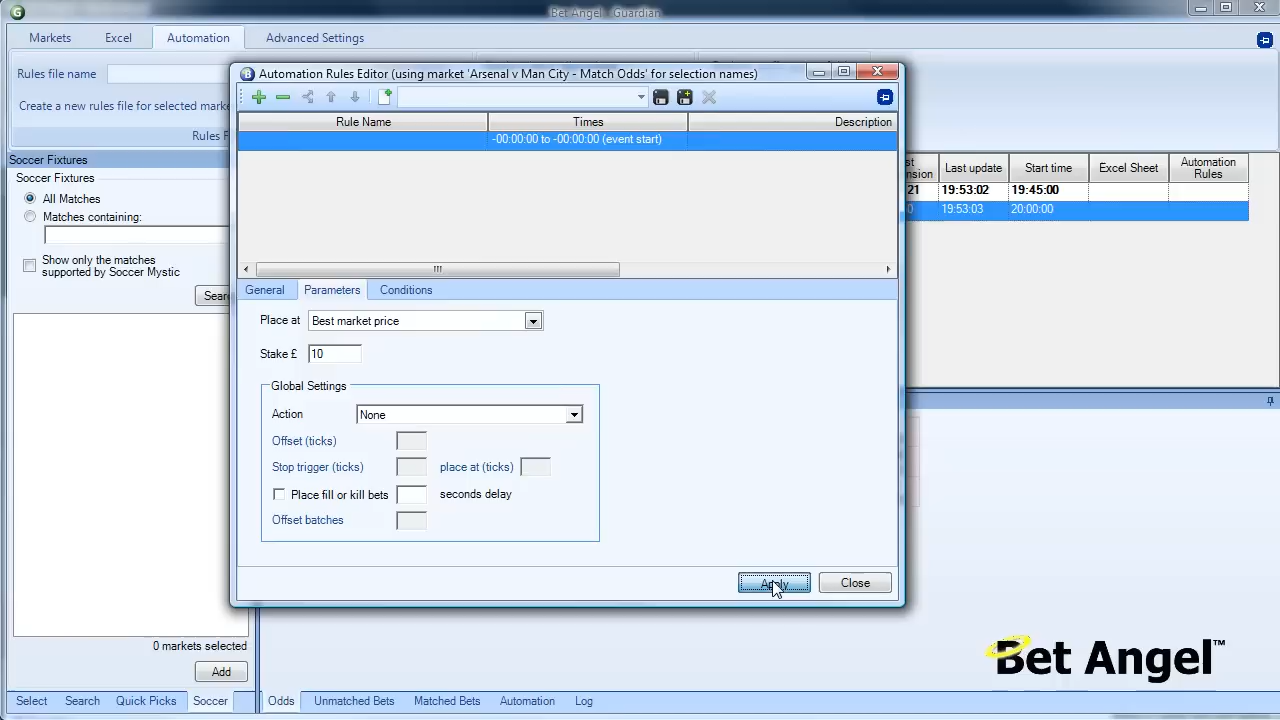 Bet Angel - Guardian
Markets
Excel
Automation
Advanced Settings
Rules file name
Create a new rules file for selected marke
Rules F
Automation Rules Editor (using market 'Arsenal v Man City - Match Odds' for selection names)
Rule Name
Times
Description
-00:00:00 to -00:00:00 (event start)
General
Parameters
Conditions
Place at
Best market price
Stake £
10
Global Settings
Action
None
Offset (ticks)
Stop trigger (ticks)
place at (ticks)
Place fill or kill bets
seconds delay
Offset batches
Apply
Close
Soccer Fixtures
Soccer Fixtures
All Matches
Matches containing:
Show only the matches
supported by Soccer Mystic
Searc
0 markets selected
Add
Select
Search
Quick Picks
Soccer
Last update
Start time
Excel Sheet
Automation
Rules
21
19:53:02
19:45:00
0
19:53:03
20:00:00
Odds
Unmatched Bets
Matched Bets
Automation
Log
Bet Angel™